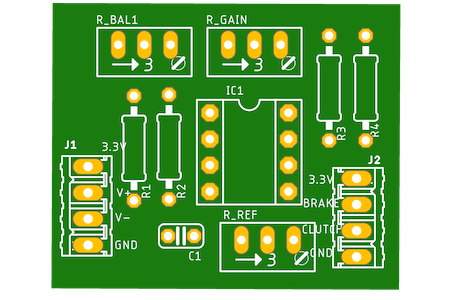 R_BAL1
R_GAIN
3
3
IC1
R3
R4
J1
3.3V
V+
V-
GND
R1
R2
C1
R_REF
3
J2
3.3V
BRAKE
CLUTCH
GND